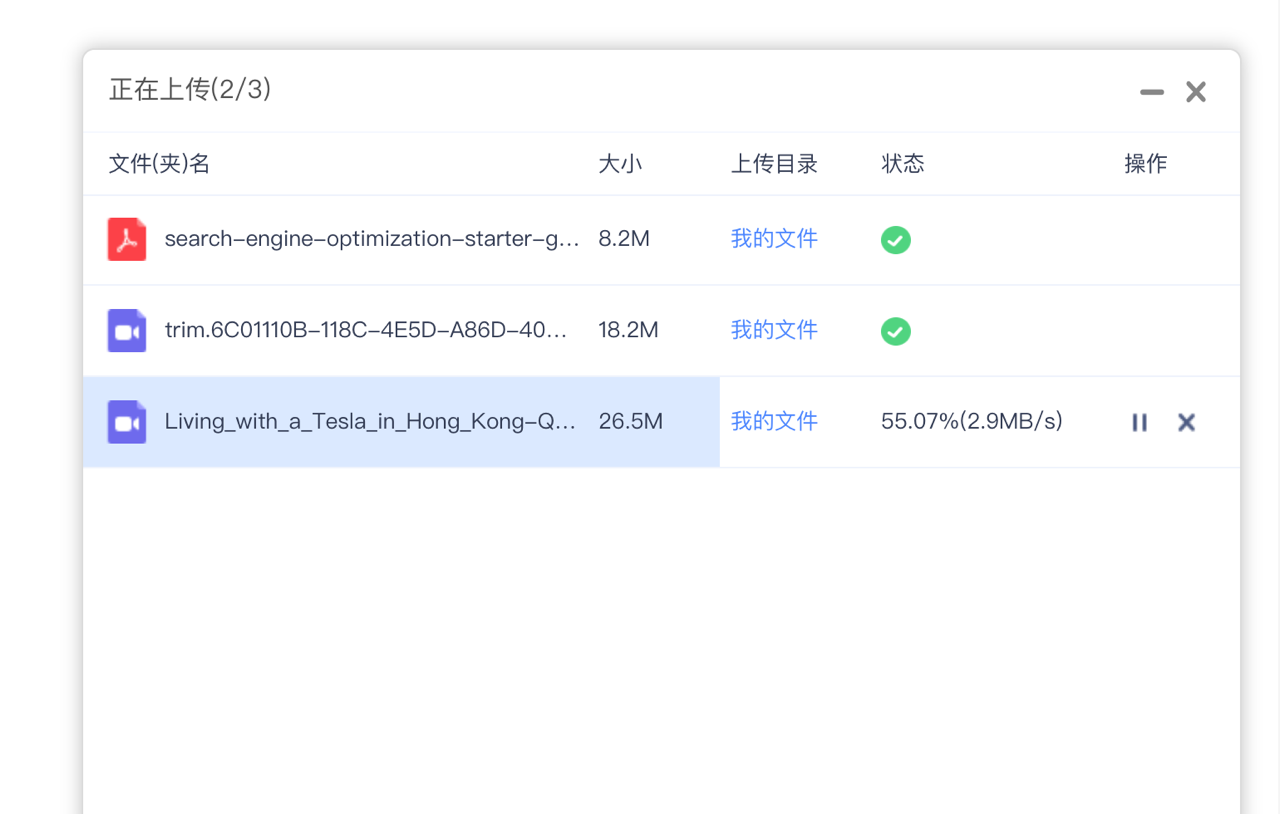 正在上传(2/3)
文件(夹)名 大小 上传目录 状态 操作
search-engine-optimization-starter-g... 8.2M 我的文件
trim.6C01110B-118C-4E5D-A86D-40... 18.2M 我的文件
Living_with_a_Tesla_in_Hong_Kong-Q... 26.5M 我的文件 55.07%(2.9MB/s)